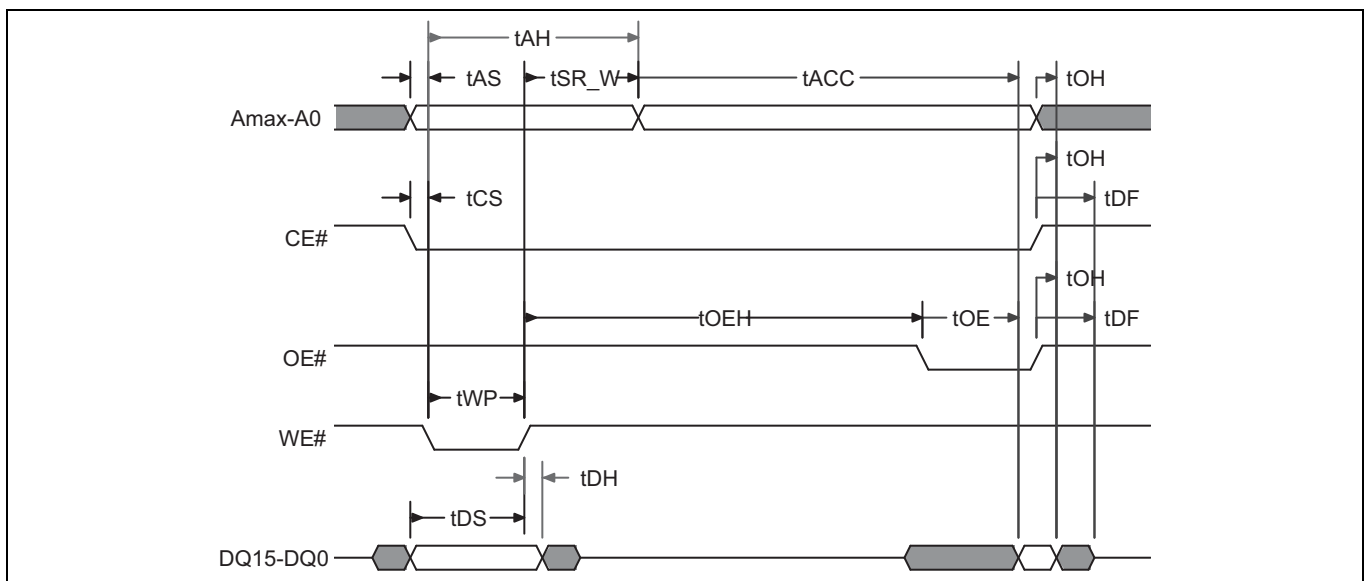 tAH
tAS tSR_W tACC tOH
Amax-A0
tOH
tCS tDF
CE#
tOH
tOEH tOE tDF
OE#
tWP
WE#
tDH
tDS
DQ15-DQ0